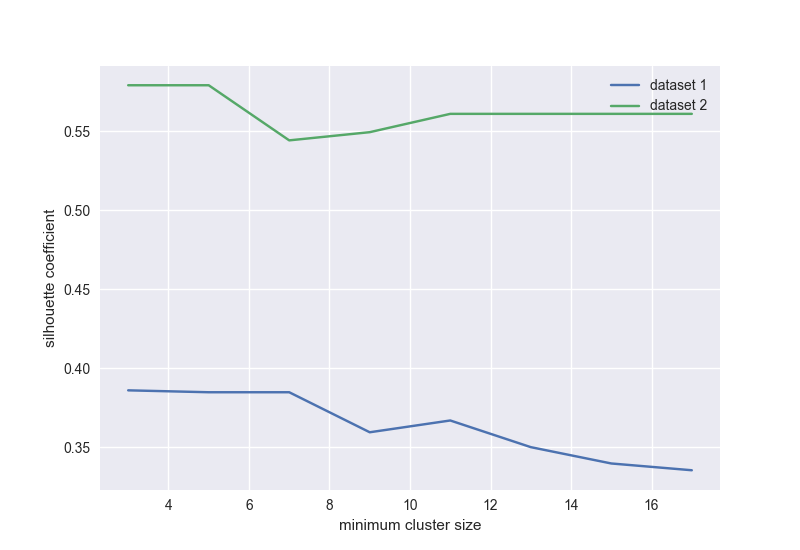 dataset 1
dataset 2
0.55
0.50
0.45
0.40
0.35
silhouette coefficient
4 6 8 10 12 14 16
minimum cluster size